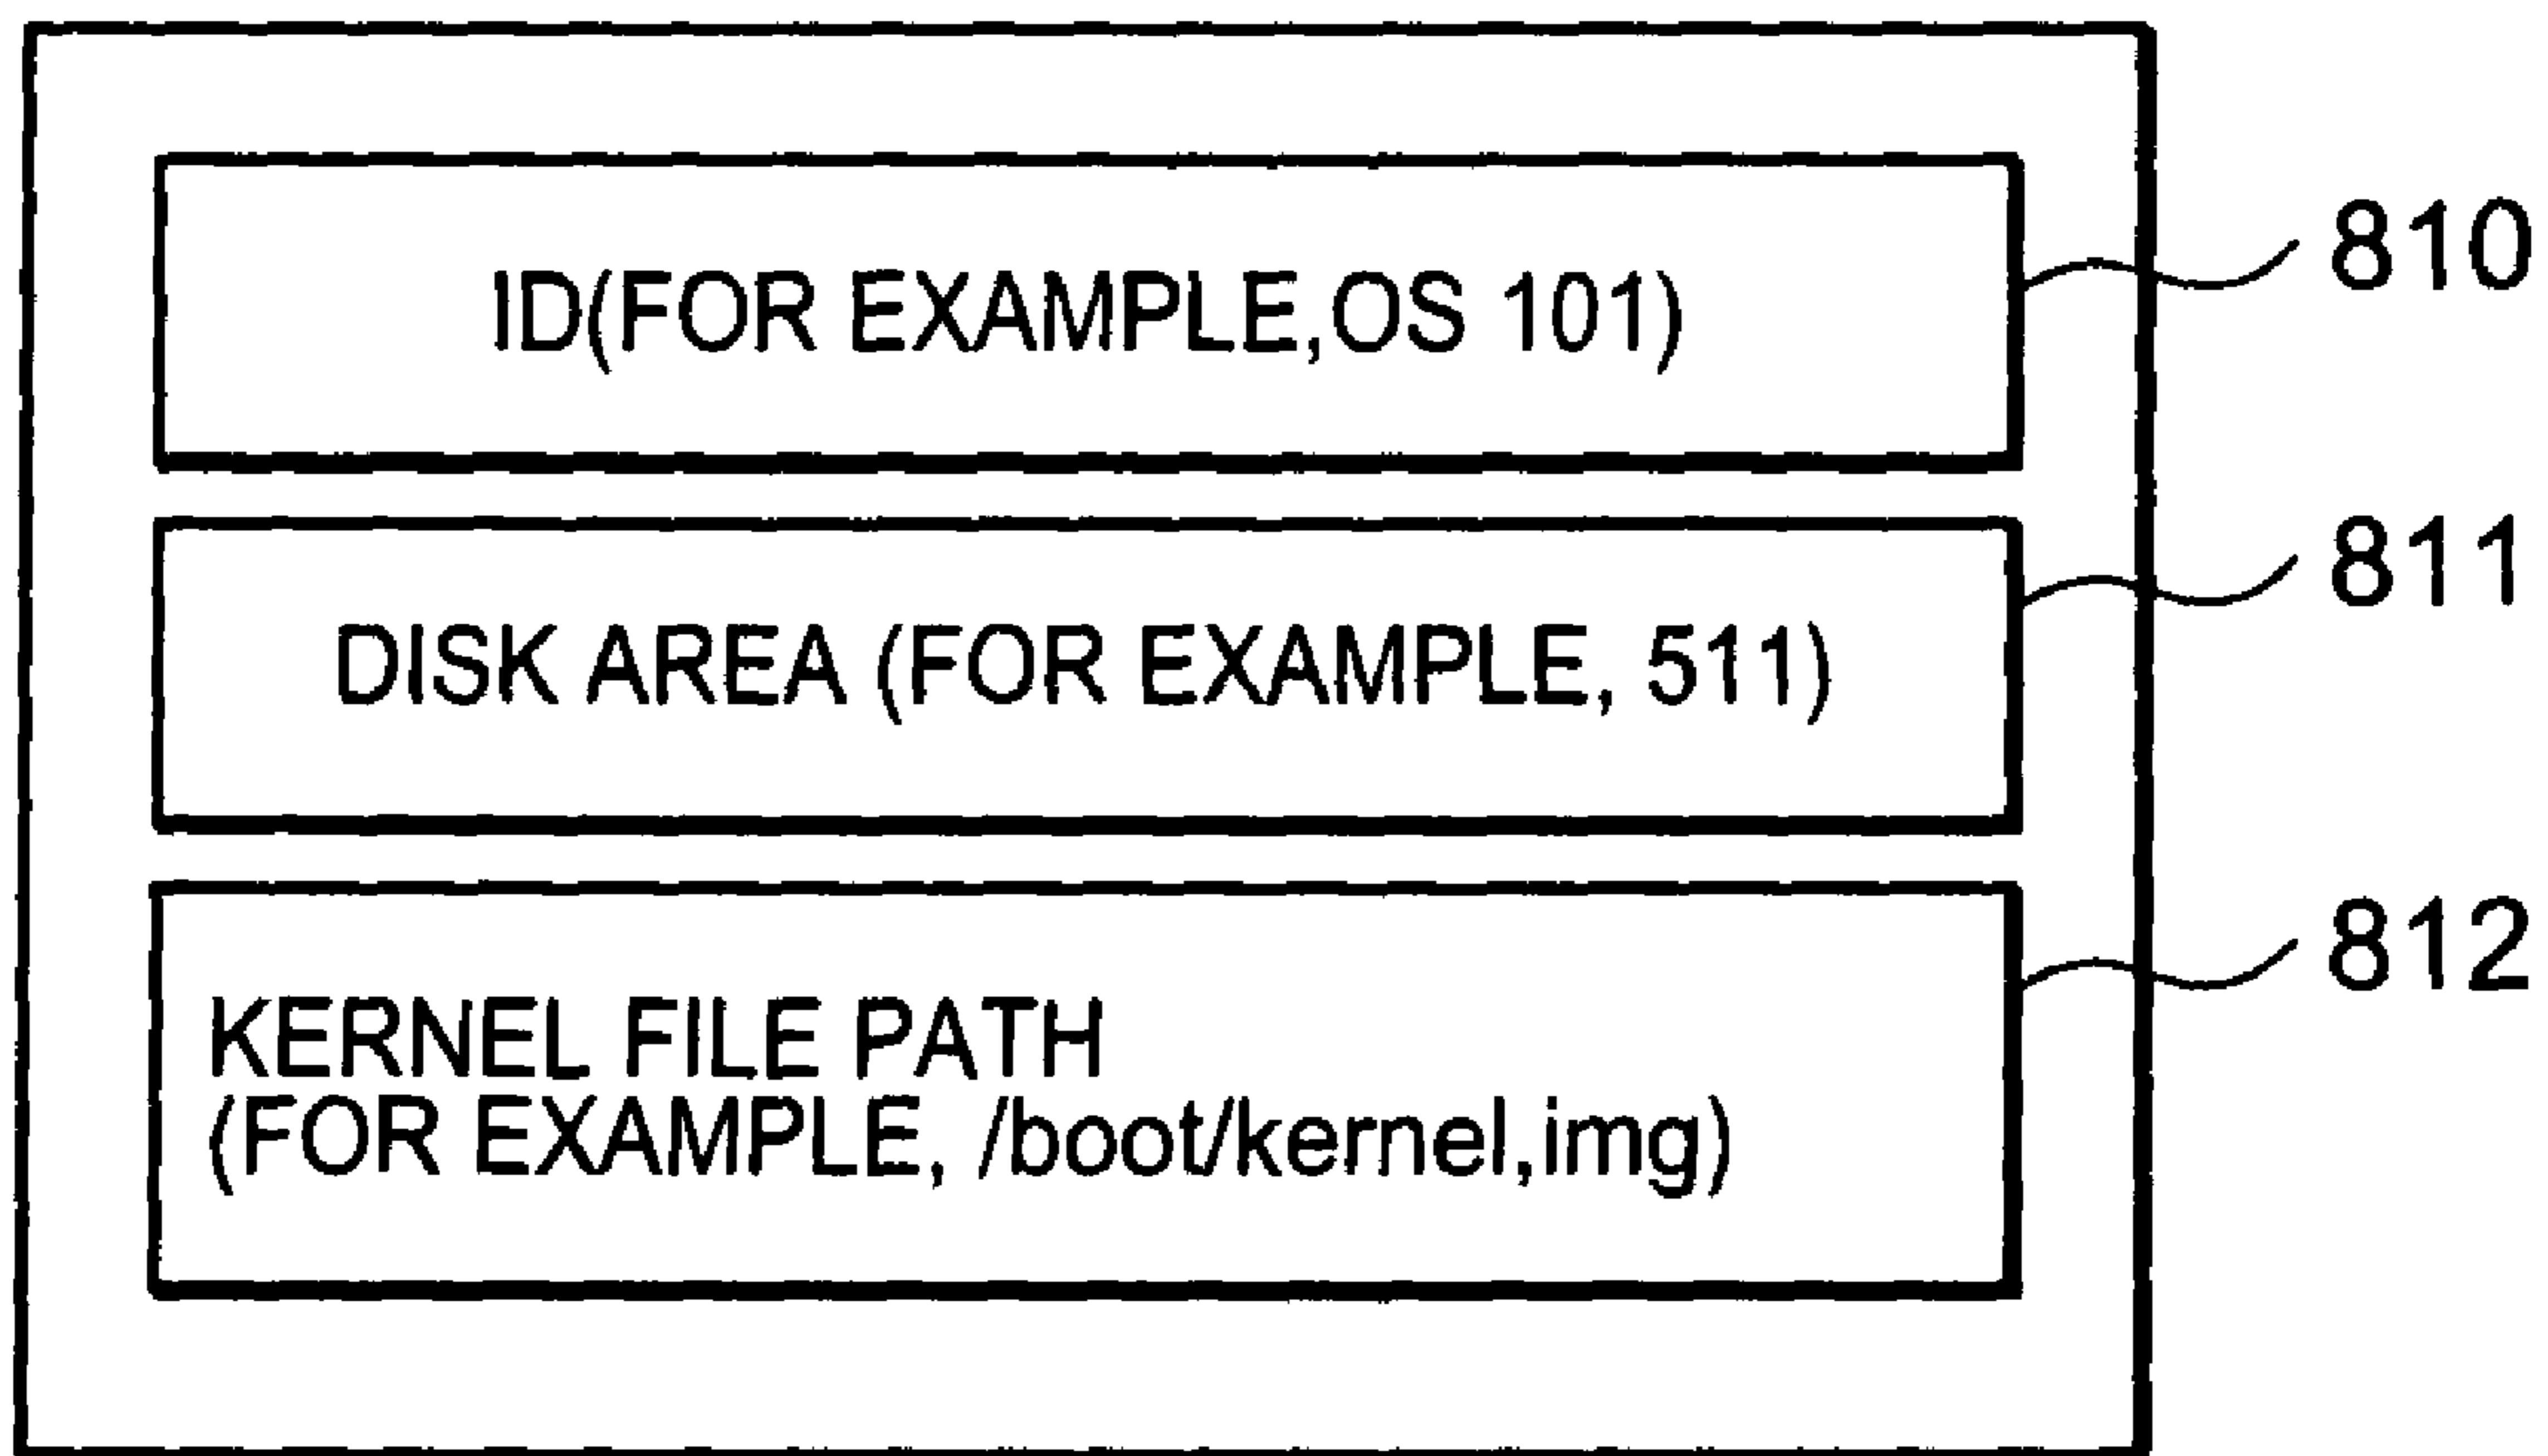 ID(FOR EXAMPLE,OS 101)
810
DISK AREA (FOR EXAMPLE, 511)
811
KERNEL FILE PATH
(FOR EXAMPLE, /boot/kernel,img)
812